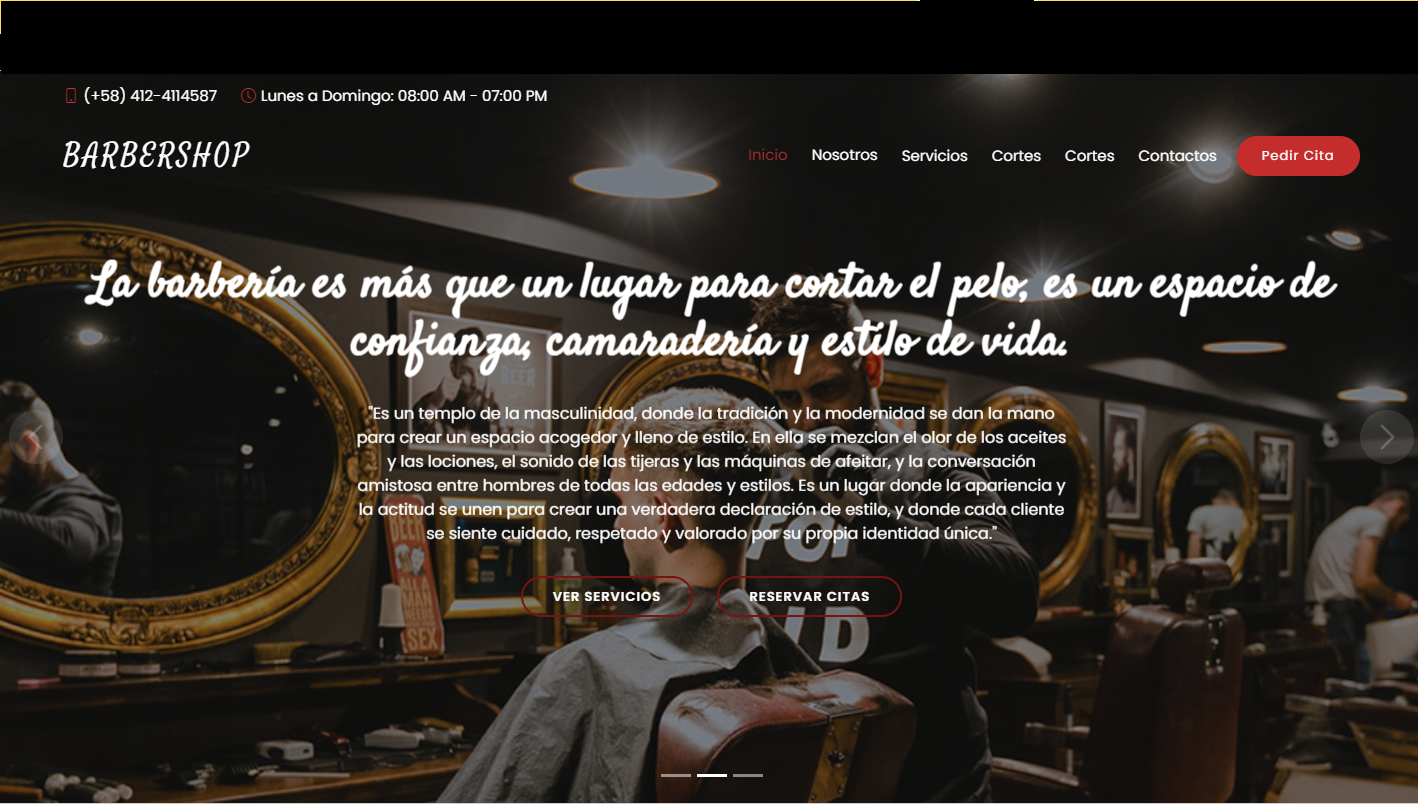 (+58) 412-4114587 Lunes a Domingo: 08:00 AM - 07:00 PM
BARBERSHOP
Inicio Nosotros Servicios Cortes Cortes Contactos Pedir Cita
La barbería es más que un lugar para cortar el pelo, es un espacio de
confianza, camaradería y estilo de vida.
"Es un templo de la masculinidad, donde la tradición y la modernidad se dan la mano
para crear un espacio acogedor y lleno de estilo. En ella se mezclan el olor de los aceites
y las lociones, el sonido de las tijeras y las máquinas de afeitar, y la conversación
amistosa entre hombres de todas las edades y estilos. Es un lugar donde la apariencia y
la actitud se unen para crear una verdadera declaración de estilo, y donde cada cliente
se siente cuidado, respetado y valorado por su propia identidad única."
VER SERVICIOS RESERVAR CITAS
BEER
SEX